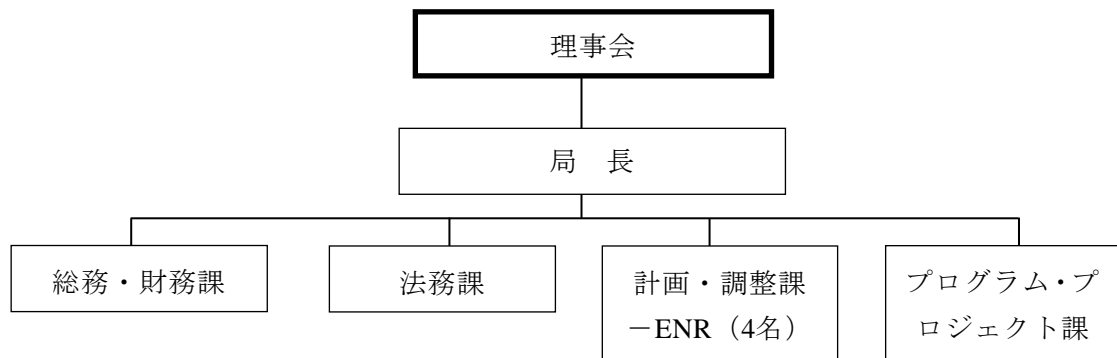 理事会
局　長
総務・財務課
法務課
計画・調整課
－ENR（4名）
プログラム・プ
ロジェクト課